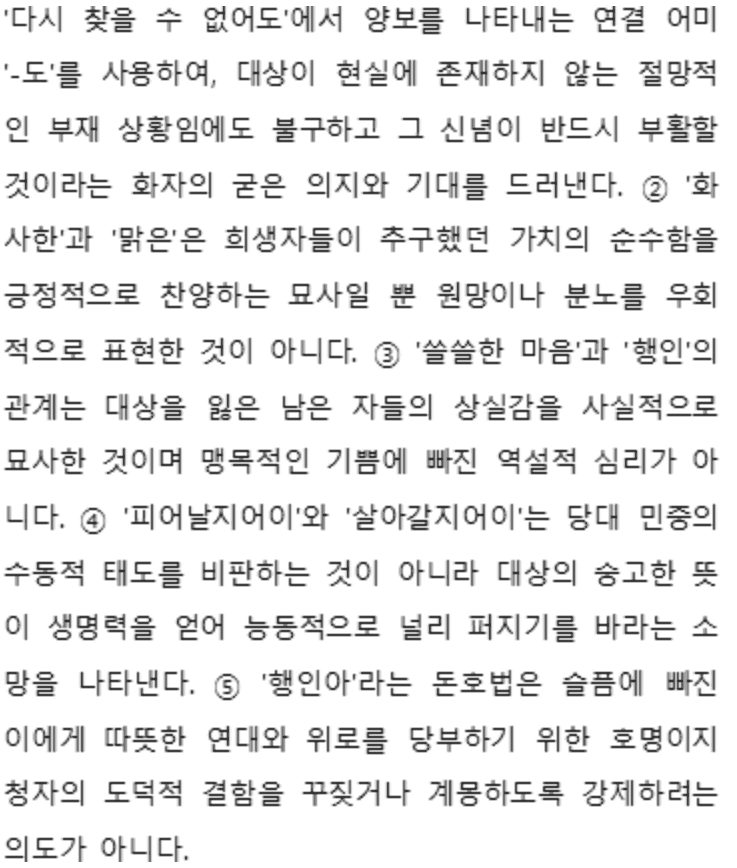 '다시 찾을 수 없어도'에서 양보를 나타내는 연결 어미
'-도'를 사용하여, 대상이 현실에 존재하지 않는 절망적
인 부재 상황임에도 불구하고 그 신념이 반드시 부활할
것이라는 화자의 굳은 의지와 기대를 드러낸다. ② '화
사한'과 '맑은'은 희생자들이 추구했던 가치의 순수함을
긍정적으로 찬양하는 묘사일 뿐 원망이나 분노를 우회
적으로 표현한 것이 아니다. ③ '쓸쓸한 마음'과 '행인'의
관계는 대상을 잃은 남은 자들의 상실감을 사실적으로
묘사한 것이며 맹목적인 기쁨에 빠진 역설적 심리가 아
니다. ④ '피어날지어이'와 '살아갈지어이'는 당대 민중의
수동적 태도를 비판하는 것이 아니라 대상의 숭고한 뜻
이 생명력을 얻어 능동적으로 널리 퍼지기를 바라는 소
망을 나타낸다. ⑤ '행인아'라는 돈호법은 슬픔에 빠진
이에게 따뜻한 연대와 위로를 당부하기 위한 호명이지
청자의 도덕적 결함을 꾸짖거나 계몽하도록 강제하려는
의도가 아니다.